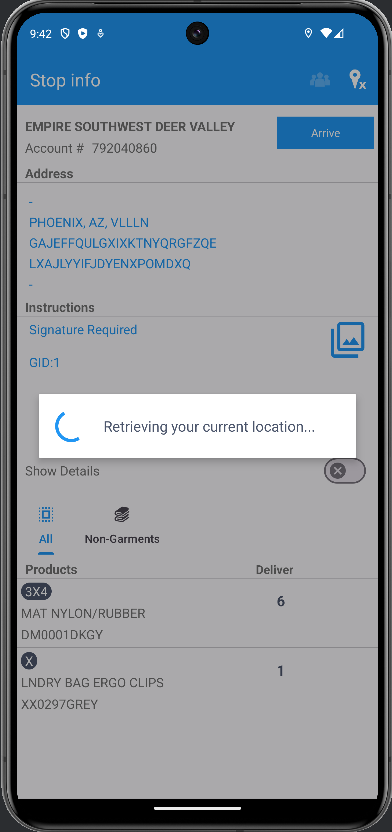 9:42
Stop info
EMPIRE SOUTHWEST DEER VALLEY
Account # 792040860
Arrive
Address
-
PHOENIX, AZ, VLLLN
GAJEFFQULGXIXKTNYQRGFZQE
LXAJLYYIFJDYENXPOMDXQ
-
Instructions
Signature Required
GID:1
Retrieving your current location...
Show Details
All
Non-Garments
Products
Deliver
3X4
6
MAT NYLON/RUBBER
DM0001DKGY
X
1
LNDRY BAG ERGO CLIPS
XX0297GREY